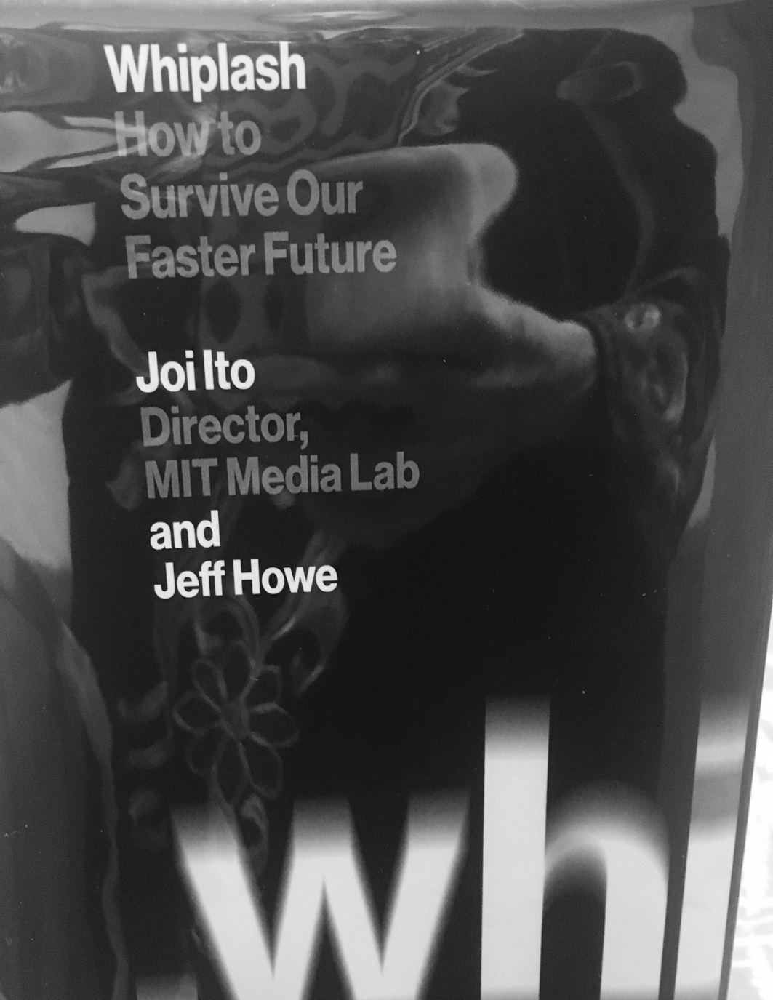 Whiplash
How to
Survive Our
Faster Future
Joi Ito
Director,
MIT Media Lab
and
Jeff Howe
wh